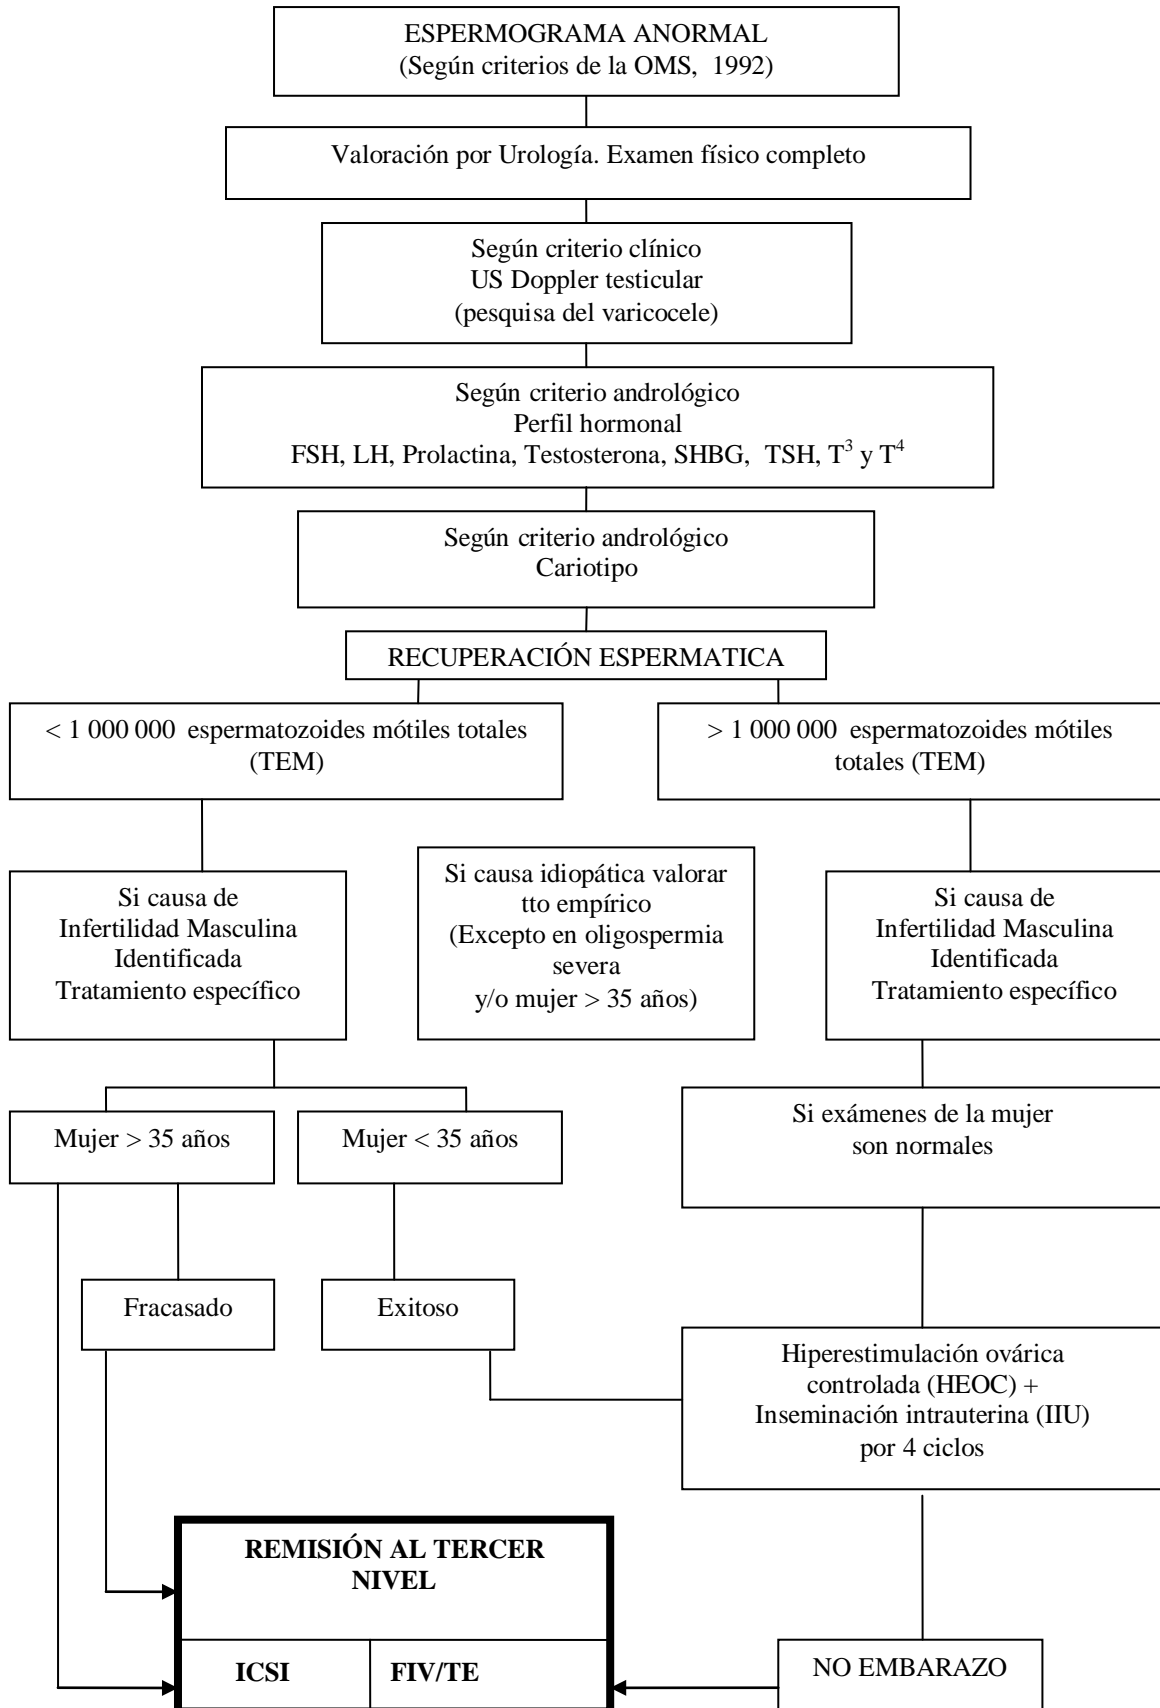 ESPERMOGRAMA ANORMAL
(Según criterios de la OMS, 1992)
Valoración por Urología. Examen físico completo
Según criterio clínico
US Doppler testicular
(pesquisa del varicocele)
Según criterio andrológico
Perfil hormonal
FSH, LH, Prolactina, Testosterona, SHBG, TSH, T³ y T⁴
Según criterio andrológico
Cariotipo
RECUPERACIÓN ESPERMATICA
< 1 000 000 espermatozoides mótiles totales
(TEM)
> 1 000 000 espermatozoides mótiles
totales (TEM)
Si causa de
Infertilidad Masculina
Identificada
Tratamiento específico
Si causa idiopática valorar
tto empírico
(Excepto en oligospermia
severa
y/o mujer > 35 años)
Si causa de
Infertilidad Masculina
Identificada
Tratamiento específico
Mujer > 35 años
Mujer < 35 años
Si exámenes de la mujer
son normales
Fracasado
Exitoso
Hiperestimulación ovárica
controlada (HEOC) +
Inseminación intrauterina (IIU)
por 4 ciclos
REMISIÓN AL TERCER
NIVEL
ICSI
FIV/TE
NO EMBARAZO